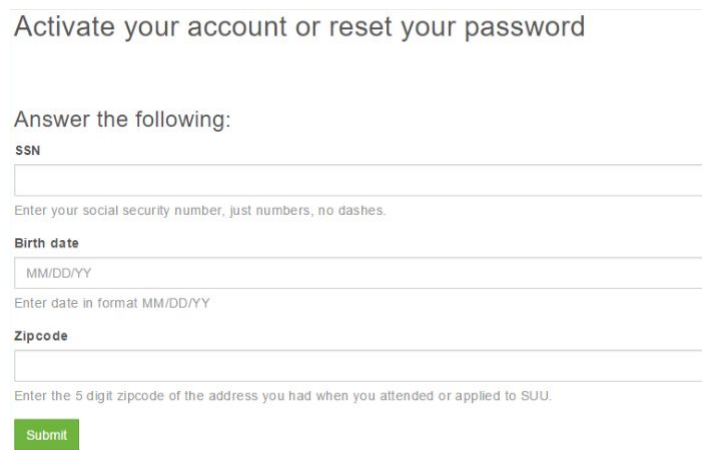 Activate your account or reset your password
Answer the following:
SSN
Enter your social security number, just numbers, no dashes.
Birth date
MM/DD/YY
Enter date in format MM/DD/YY
Zipcode
Enter the 5 digit zipcode of the address you had when you attended or applied to SUU.
Submit